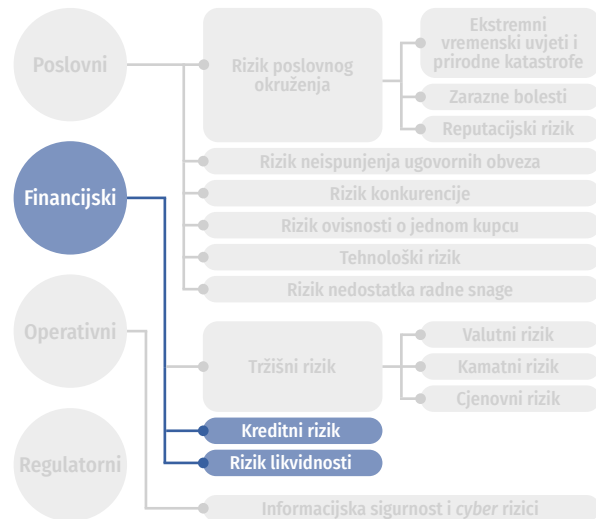 Poslovni
Financijski
Operativni
Regulatorni
Rizik poslovnog
okruženja
Ekstremni
vremenski uvjeti i
prirodne katastrofe
Zarazne bolesti
Reputacijski rizik
Rizik neispunjenja ugovornih obveza
Rizik konkurencije
Rizik ovisnosti o jednom kupcu
Tehnološki rizik
Rizik nedostatka radne snage
Tržišni rizik
Valutni rizik
Kamatni rizik
Cjenovni rizik
Kreditni rizik
Rizik likvidnosti
Informacijska sigurnost i cyber rizici